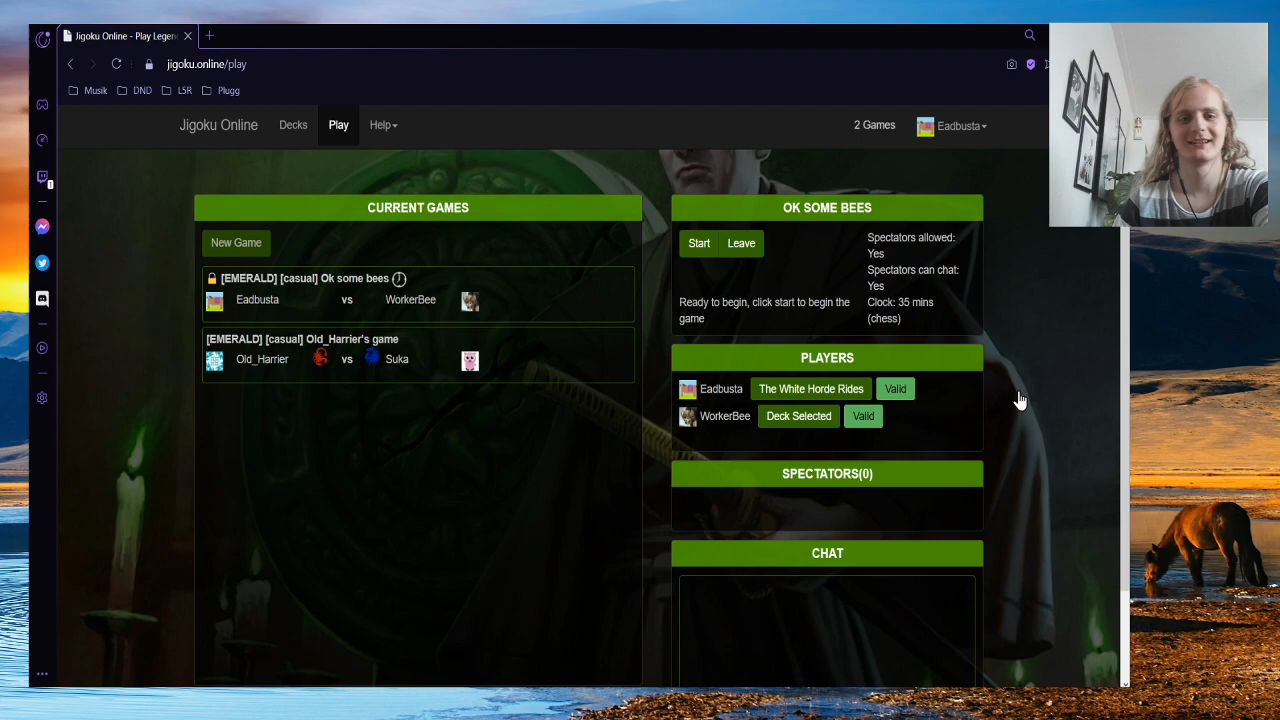 Jigoku Online - Play Legen
jigoku.online/play
Musik DND L5R Plugg
Jigoku Online Decks Play Help 2 Games Eadbusta
CURRENT GAMES
New Game
[EMERALD] [casual] Ok some bees
Eadbusta vs WorkerBee
[EMERALD] [casual] Old_Harrier's game
Old_Harrier vs Suka
OK SOME BEES
Start Leave
Ready to begin, click start to begin the
game
Spectators allowed:
Yes
Spectators can chat:
Yes
Clock: 35 mins
(chess)
PLAYERS
Eadbusta The White Horde Rides Valid
WorkerBee Deck Selected Valid
SPECTATORS(0)
CHAT
1